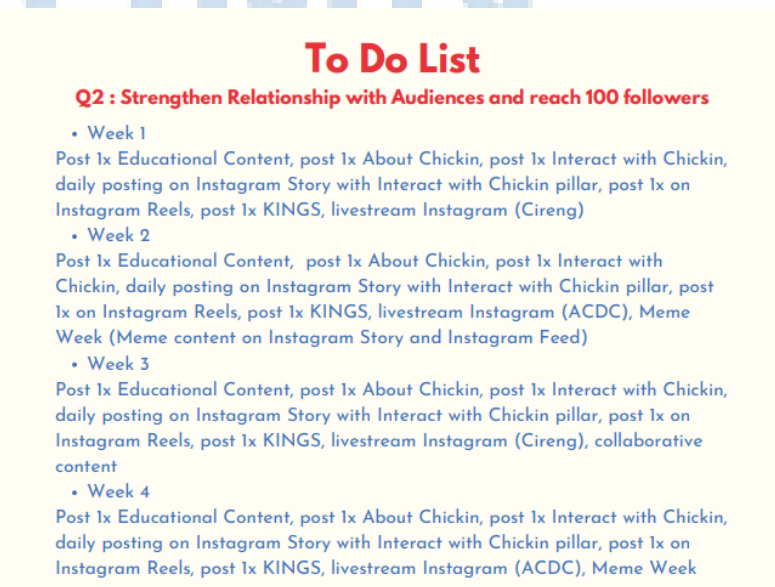 To Do List
Q2 : Strengthen Relationship with Audiences and reach 100 followers
• Week 1
Post 1x Educational Content, post 1x About Chickin, post 1x Interact with Chickin,
daily posting on Instagram Story with Interact with Chickin pillar, post 1x on
Instagram Reels, post 1x KINGS, livestream Instagram (Cireng)
• Week 2
Post 1x Educational Content,  post 1x About Chickin, post 1x Interact with
Chickin, daily posting on Instagram Story with Interact with Chickin pillar, post
1x on Instagram Reels, post 1x KINGS, livestream Instagram (ACDC), Meme
Week (Meme content on Instagram Story and Instagram Feed)
• Week 3
Post 1x Educational Content, post 1x About Chickin, post 1x Interact with Chickin,
daily posting on Instagram Story with Interact with Chickin pillar, post 1x on
Instagram Reels, post 1x KINGS, livestream Instagram (Cireng), collaborative
content
• Week 4
Post 1x Educational Content, post 1x About Chickin, post 1x Interact with Chickin,
daily posting on Instagram Story with Interact with Chickin pillar, post 1x on
Instagram Reels, post 1x KINGS, livestream Instagram (ACDC), Meme Week